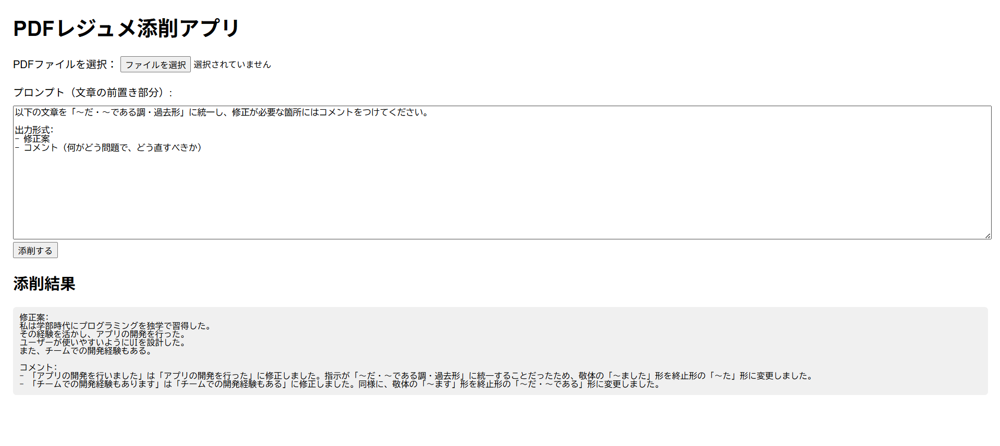 PDFレジュメ添削アプリ
PDFファイルを選択： ファイルを選択 選択されていません
プロンプト（文章の前置き部分）:
以下の文章を「～だ・～である調・過去形」に統一し、修正が必要な箇所にはコメントをつけてください。
出力形式:
- 修正案
- コメント（何がどう問題で、どう直すべきか）
添削する
添削結果
修正案:
私は学部時代にプログラミングを独学で習得した。
その経験を活かし、アプリの開発を行った。
ユーザーが使いやすいようにUIを設計した。
また、チームでの開発経験もある。
コメント:
- 「アプリの開発を行いました」は「アプリの開発を行った」に修正しました。指示が「～だ・～である調・過去形」に統一することだったため、敬体の「～ました」形を終止形の「～た」形に変更しました。
- 「チームでの開発経験もあります」は「チームでの開発経験もある」に修正しました。同様に、敬体の「～ます」形を終止形の「～だ・～である」形に変更しました。